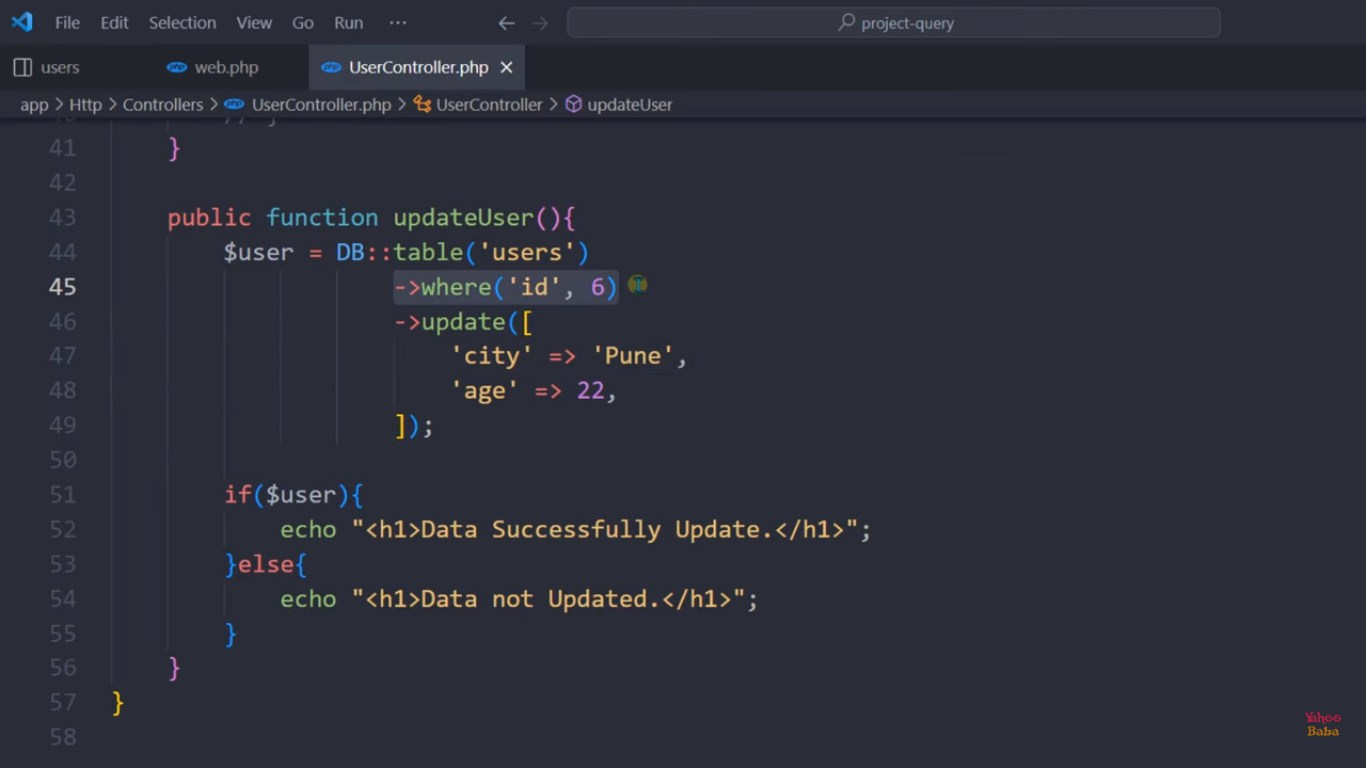 File Edit Selection View Go Run ··· ← → project-query
users web.php UserController.php ×
app > Http > Controllers > UserController.php > UserController > updateUser
41 }
42
43 public function updateUser(){
44 $user = DB::table('users')
45 ->where('id', 6)
46 ->update([
47 'city' => 'Pune',
48 'age' => 22,
49 ]);
50
51 if($user){
52 echo "<h1>Data Successfully Update.</h1>";
53 }else{
54 echo "<h1>Data not Updated.</h1>";
55 }
56 }
57 }
58
Yahoo
Baba